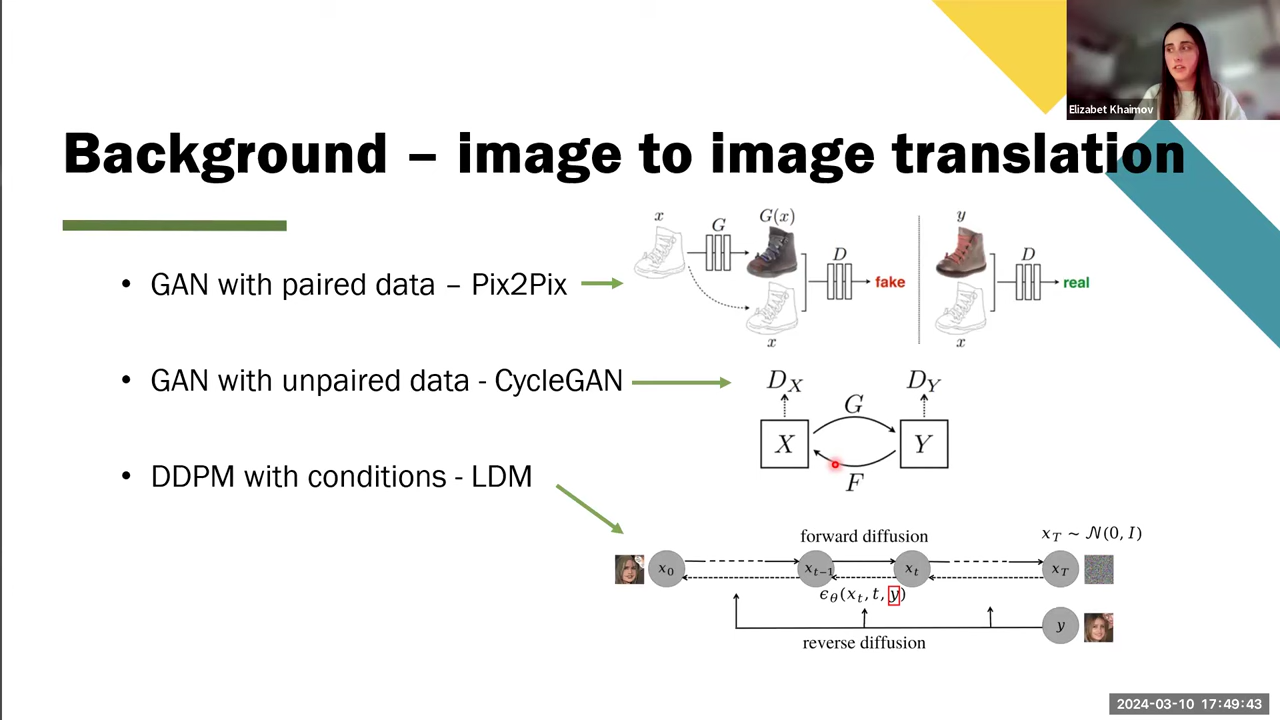 Elizabet Khaimov
Background – image to image translation
• GAN with paired data – Pix2Pix
x
G
G(x)
D
fake
x
y
D
real
x
• GAN with unpaired data - CycleGAN
D_X
D_Y
G
X
Y
F
• DDPM with conditions - LDM
forward diffusion
x_T ~ 𝒩(0, I)
x_0
x_{t−1}
x_t
x_T
ϵ_θ(x_t, t, y)
y
reverse diffusion
2024-03-10 17:49:43